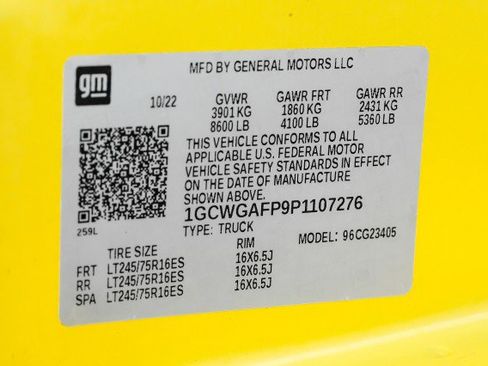 gm
MFD BY GENERAL MOTORS LLC
10/22 GVWR GAWR FRT GAWR RR
3901 KG 1860 KG 2431 KG
8600 LB 4100 LB 5360 LB
THIS VEHICLE CONFORMS TO ALL
APPLICABLE U.S. FEDERAL MOTOR
VEHICLE SAFETY STANDARDS IN EFFECT
ON THE DATE OF MANUFACTURE
SHOWN ABOVE.
1GCWGAFP9P1107276
259L
TYPE: TRUCK MODEL: 96CG23405
TIRE SIZE RIM
FRT LT245/75R16ES 16X6.5J
RR LT245/75R16ES 16X6.5J
SPA LT245/75R16ES 16X6.5J